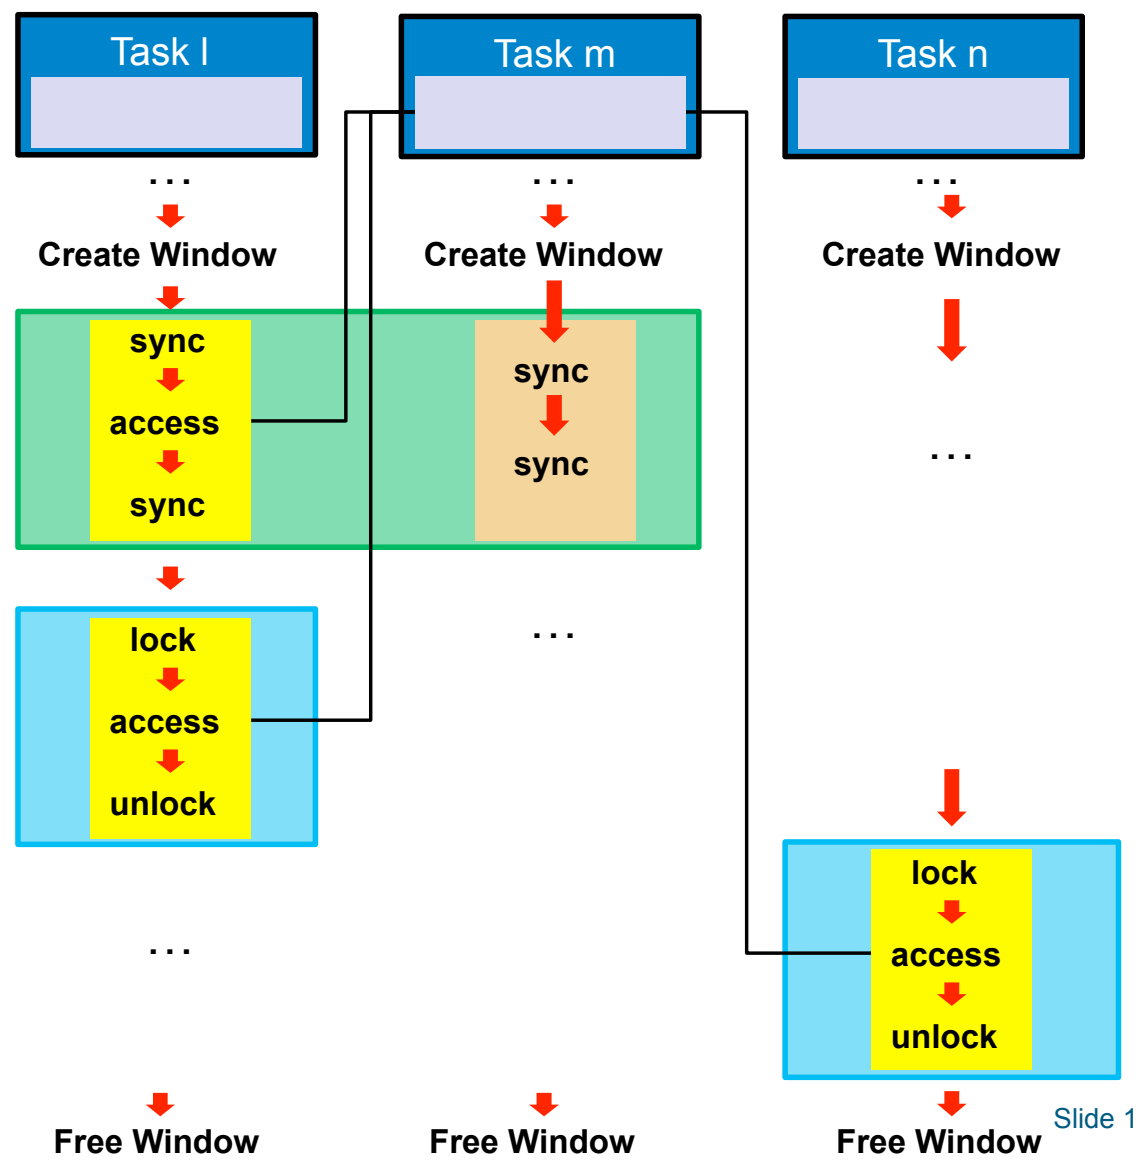 Task l
Task m
Task n
...
...
...
Create Window
Create Window
Create Window
sync
access
sync
sync
sync
...
lock
access
unlock
...
...
lock
access
unlock
Free Window
Free Window
Free Window
Slide 1